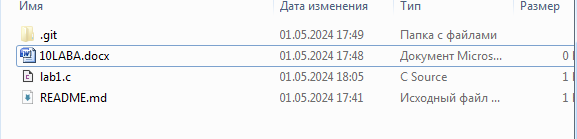 Имя Дата изменения Тип Размер
.git 01.05.2024 17:49 Папка с файлами
10LABA.docx 01.05.2024 17:48 Документ Micros... 0
lab1.c 01.05.2024 18:05 C Source 1
README.md 01.05.2024 17:41 Исходный файл ... 1